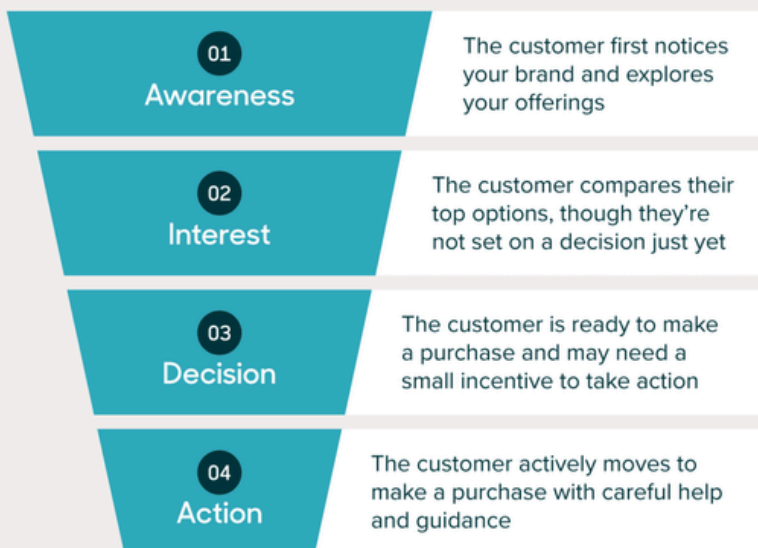 01
Awareness
The customer first notices
your brand and explores
your offerings
02
Interest
The customer compares their
top options, though they’re
not set on a decision just yet
03
Decision
The customer is ready to make
a purchase and may need a
small incentive to take action
04
Action
The customer actively moves to
make a purchase with careful help
and guidance